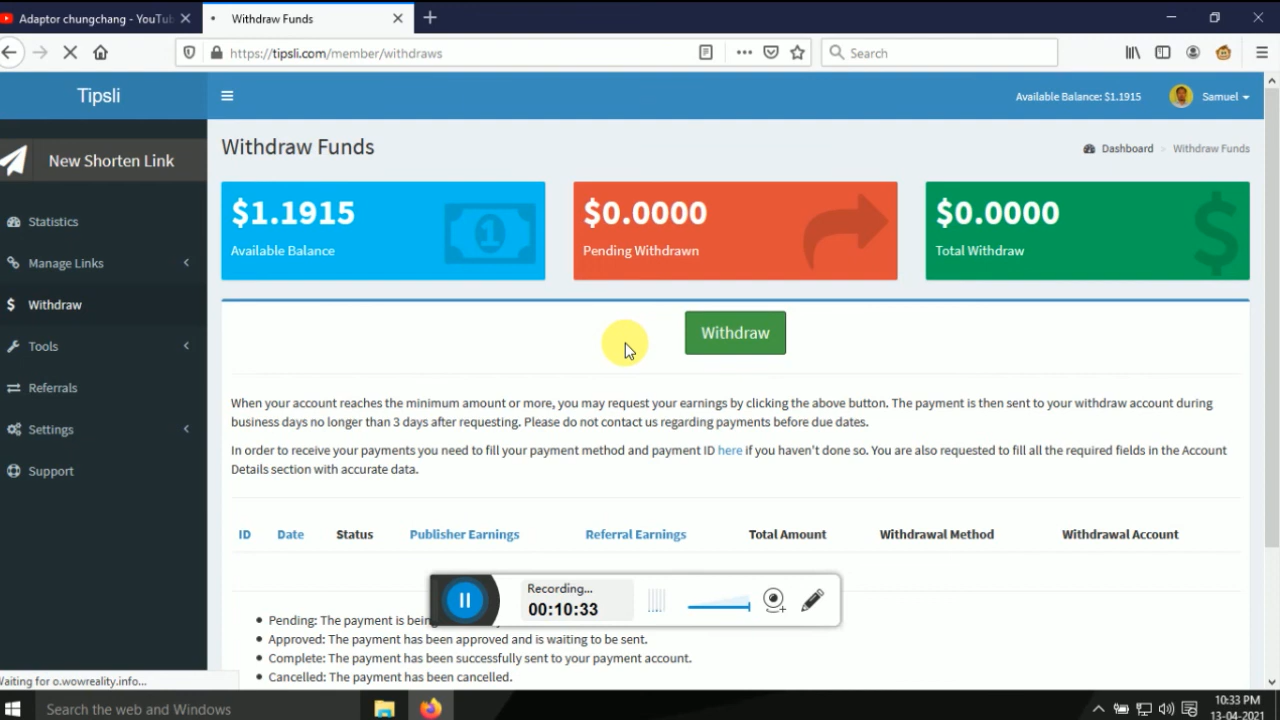 Adaptor chungchang - YouTub
Withdraw Funds
https://tipsli.com/member/withdraws
Search
Tipsli
Available Balance: $1.1915
Samuel
New Shorten Link
Withdraw Funds
Dashboard
Withdraw Funds
$1.1915
Available Balance
$0.0000
Pending Withdrawn
$0.0000
Total Withdraw
Statistics
Manage Links
Withdraw
Tools
Referrals
Settings
Support
Withdraw
When your account reaches the minimum amount or more, you may request your earnings by clicking the above button. The payment is then sent to your withdraw account during
business days no longer than 3 days after requesting. Please do not contact us regarding payments before due dates.
In order to receive your payments you need to fill your payment method and payment ID here if you haven't done so. You are also requested to fill all the required fields in the Account
Details section with accurate data.
ID Date Status Publisher Earnings Referral Earnings Total Amount Withdrawal Method Withdrawal Account
Recording...
00:10:33
Pending: The payment is being
Approved: The payment has been approved and is waiting to be sent.
Complete: The payment has been successfully sent to your payment account.
Cancelled: The payment has been cancelled.
Waiting for o.wowreality.info...
Search the web and Windows
10:33 PM
13-04-2021